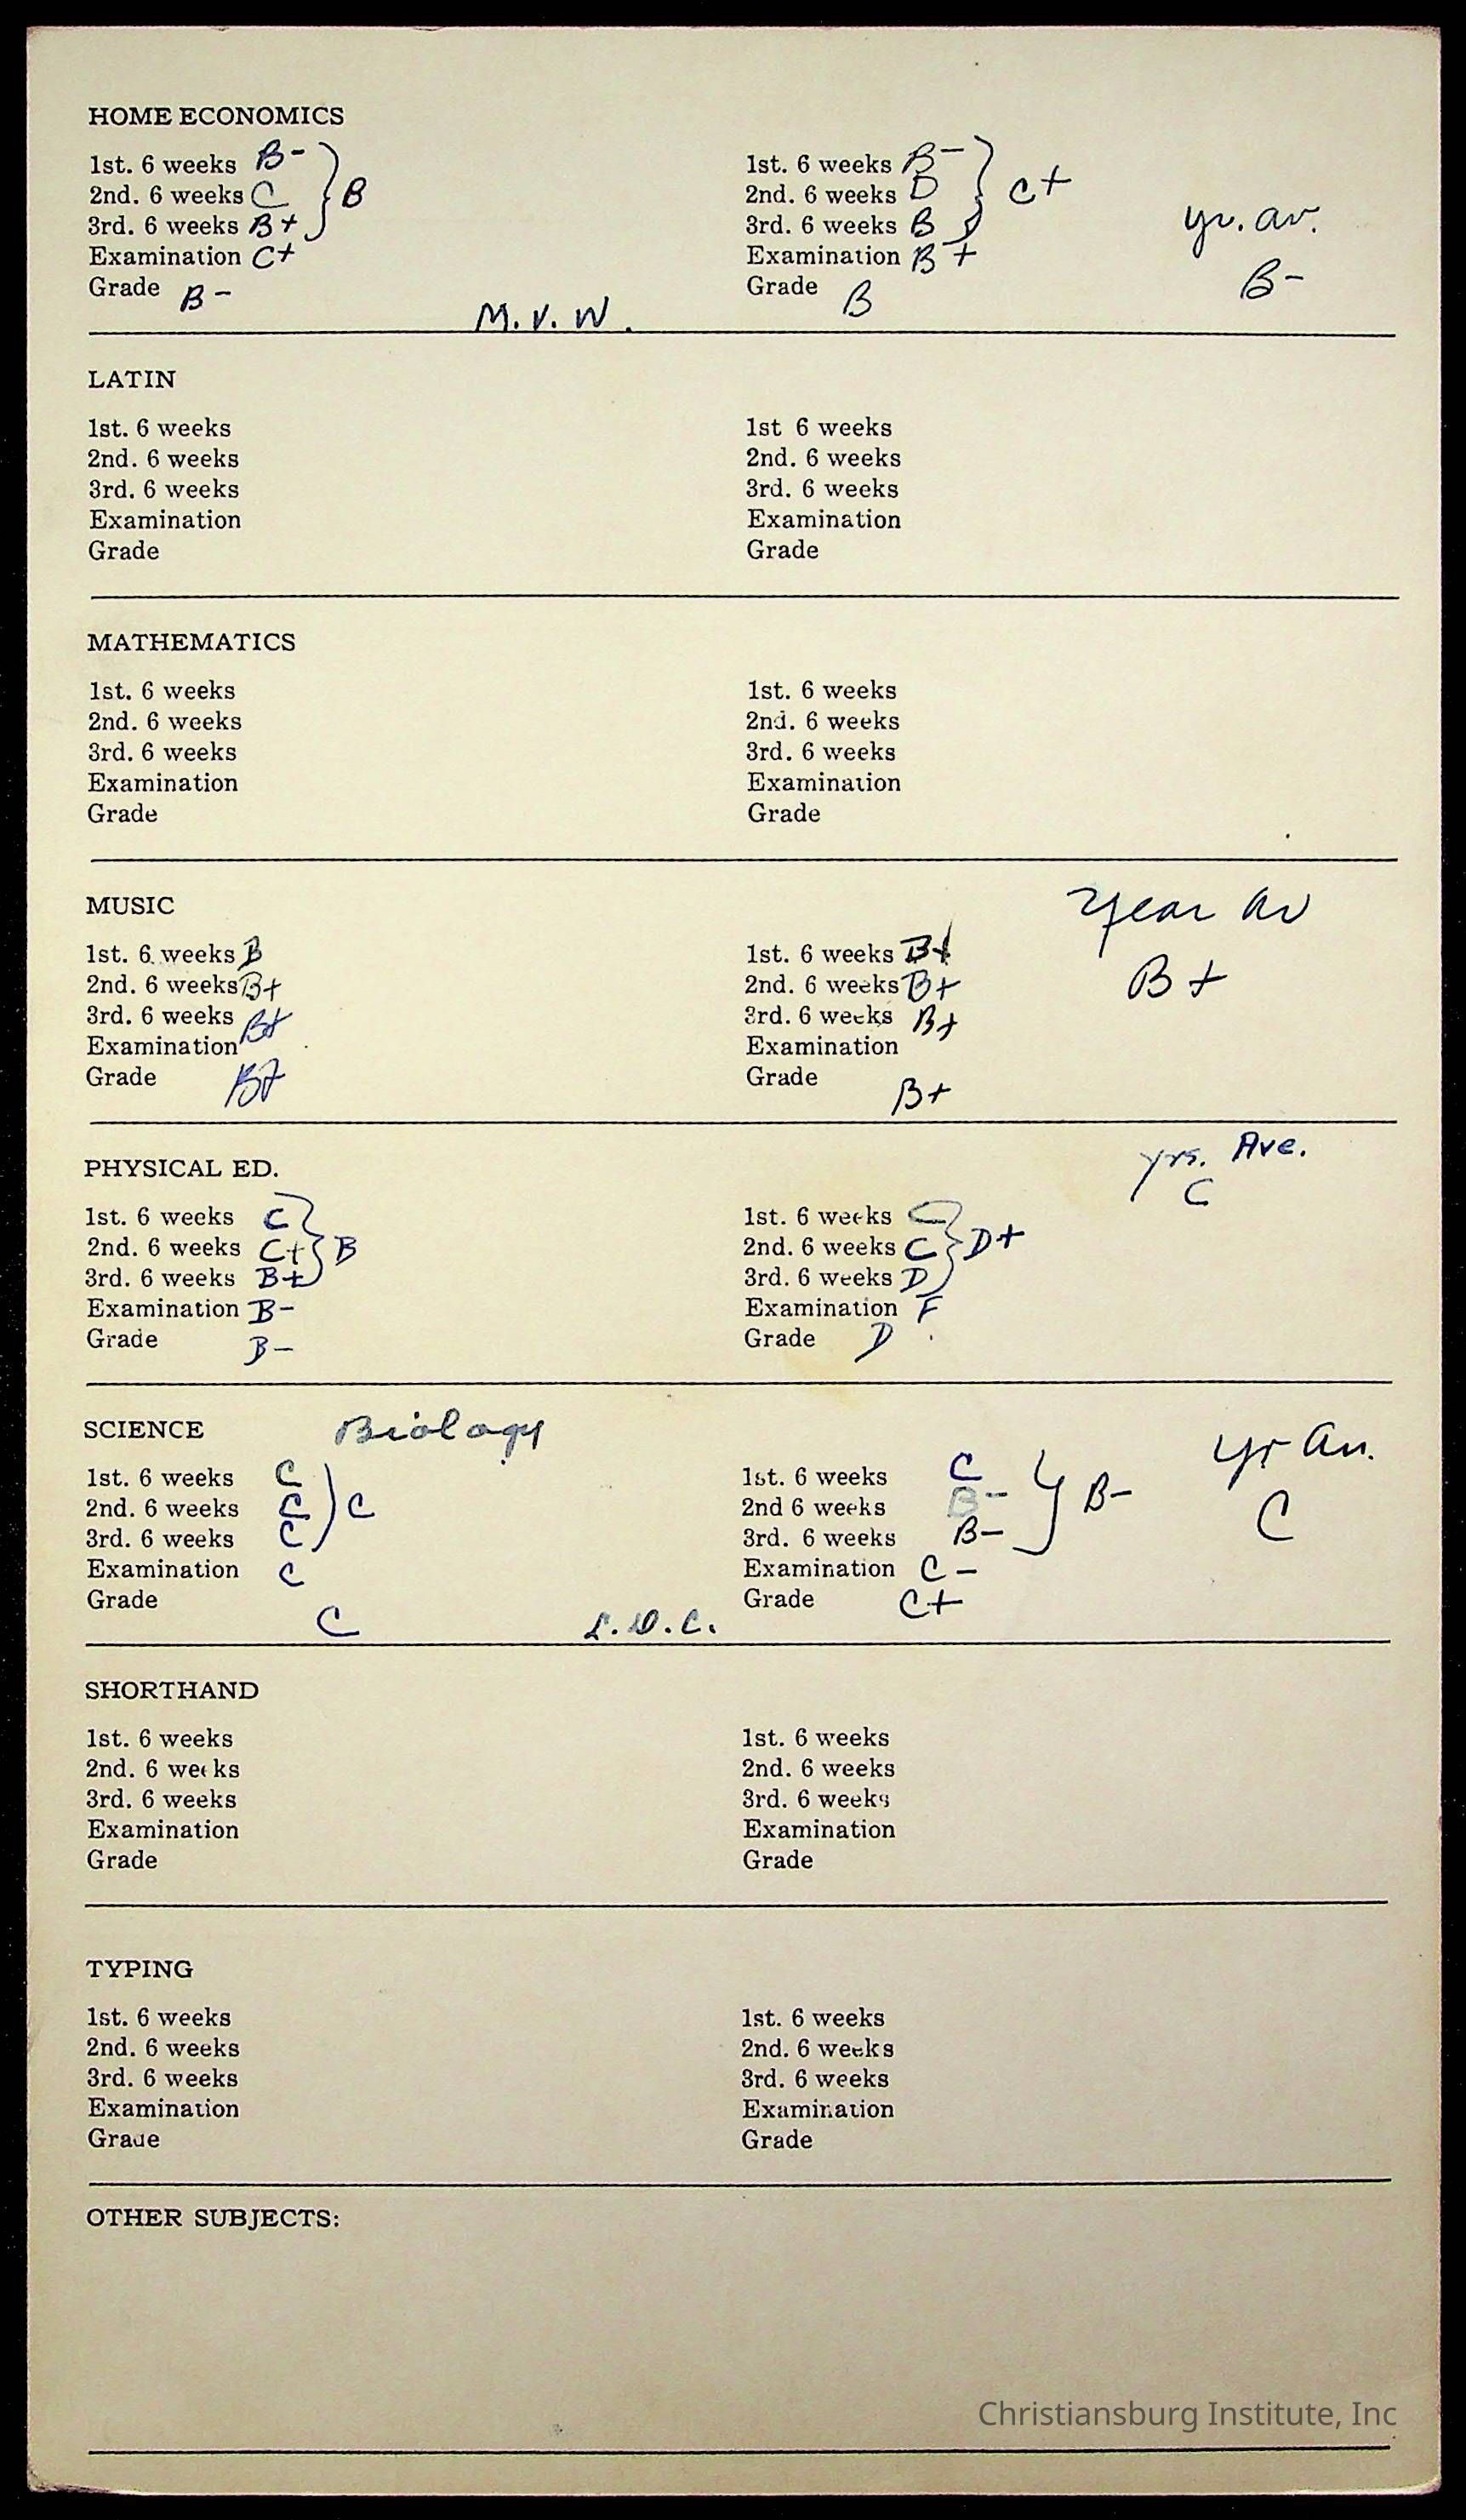 HOME ECONOMICS
1st. 6 weeks B- 1st. 6 weeks B-
2nd. 6 weeks C B 2nd. 6 weeks D C+
3rd. 6 weeks B+ 3rd. 6 weeks B yr. av.
Examination C+ Examination B+
Grade B- Grade B B-
M.V.W.
LATIN
1st. 6 weeks 1st 6 weeks
2nd. 6 weeks 2nd. 6 weeks
3rd. 6 weeks 3rd. 6 weeks
Examination Examination
Grade Grade
MATHEMATICS
1st. 6 weeks 1st. 6 weeks
2nd. 6 weeks 2nd. 6 weeks
3rd. 6 weeks 3rd. 6 weeks
Examination Examination
Grade Grade
MUSIC Year av
1st. 6 weeks B 1st. 6 weeks B+
2nd. 6 weeks B+ 2nd. 6 weeks B+ B+
3rd. 6 weeks B+ 3rd. 6 weeks B+
Examination Examination
Grade B+ Grade B+
PHYSICAL ED. yrs. Ave.
C
1st. 6 weeks C 1st. 6 weeks C
2nd. 6 weeks C+ B 2nd. 6 weeks C D+
3rd. 6 weeks B+ 3rd. 6 weeks D
Examination B- Examination F
Grade B- Grade D
SCIENCE Biology yr av.
1st. 6 weeks C 1st. 6 weeks C
2nd. 6 weeks C C 2nd 6 weeks B- B- C
3rd. 6 weeks C 3rd. 6 weeks B-
Examination C Examination C-
Grade C Grade C+
L.D.C.
SHORTHAND
1st. 6 weeks 1st. 6 weeks
2nd. 6 weeks 2nd. 6 weeks
3rd. 6 weeks 3rd. 6 weeks
Examination Examination
Grade Grade
TYPING
1st. 6 weeks 1st. 6 weeks
2nd. 6 weeks 2nd. 6 weeks
3rd. 6 weeks 3rd. 6 weeks
Examination Examination
Grade Grade
OTHER SUBJECTS:
Christiansburg Institute, Inc